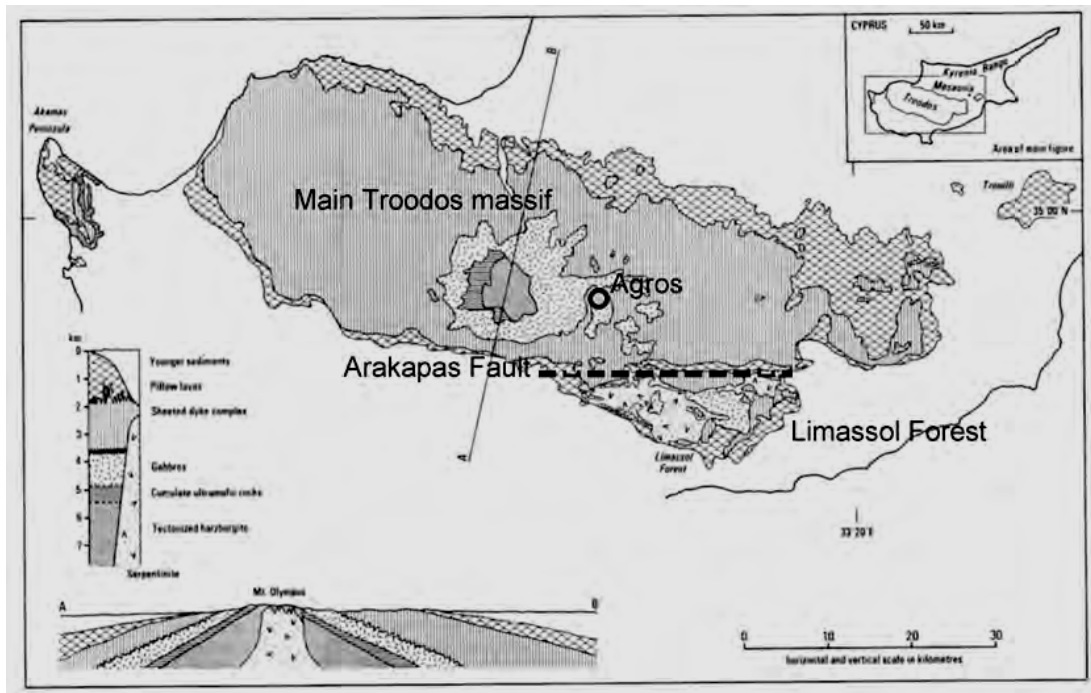 CYPRUS
50 km
Kyrenia Range
Mesaoria
Troodos
Area of main figure
Akamas
Peninsula
B
Troulli
35 00 N
Main Troodos massif
Agros
Arakapas Fault
Limassol Forest
A
Limassol
Forest
33 20 E
km
0
1
2
3
4
5
6
7
Younger sediments
Pillow lavas
Sheeted dyke complex
Gabbros
Cumulate ultramafic rocks
Tectonized harzburgite
Serpentinite
Mt. Olympus
A
B
0
10
20
30
horizontal and vertical scale in kilometres